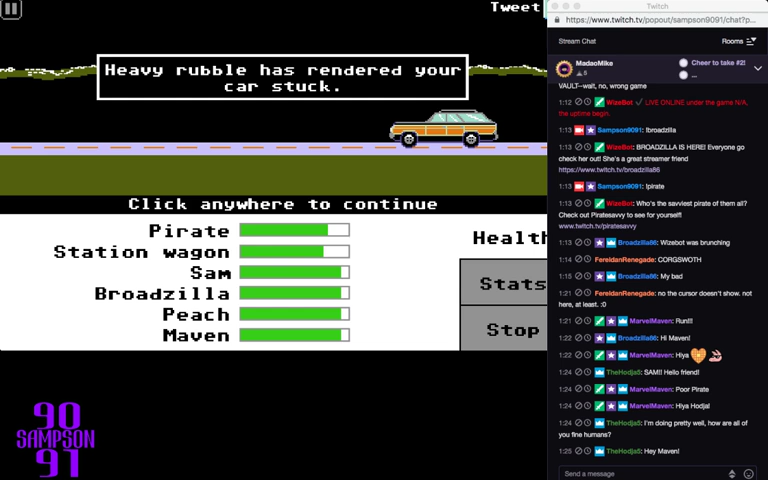 Tweet
Heavy rubble has rendered your
car stuck.
Click anywhere to continue
Pirate
Station wagon
Sam
Broadzilla
Peach
Maven
Health
Stats
Stop
90
SAMPSON
91
Twitch
https://www.twitch.tv/popout/sampson9091/chat?p...
Stream Chat
Rooms
MadaoMike
5
Cheer to take #2!
...
VAULT--wait, no, wrong game
1:12 WizeBot ✓ LIVE ONLINE under the game N/A,
the uptime begin.
1:13 Sampson9091: !broadzilla
1:13 WizeBot: BROADZILLA IS HERE! Everyone go
check her out! She's a great streamer friend
https://www.twitch.tv/broadzilla86
1:13 Sampson9091: !pirate
1:13 WizeBot: Who's the saviest pirate of them all?
Check out Piratesavvy to see for yourself!
www.twitch.tv/piratesavvy
1:13 Broadzilla86: Wizebot was brunching
1:14 FereldanRenegade: CORGSWOTH
1:15 Broadzilla86: My bad
1:21 FereldanRenegade: no the cursor doesn't show. not
here, at least. :0
1:21 MarvelMaven: Run!!!
1:22 Broadzilla86: Hi Maven!
1:22 MarvelMaven: Hiya
1:24 TheHodja5: SAM!! Hello friend!
1:24 MarvelMaven: Poor Pirate
1:24 MarvelMaven: Hiya Hodja!
1:24 TheHodja5: I'm doing pretty well, how are all of
you fine humans?
1:25 TheHodja5: Hey Maven!
Send a message